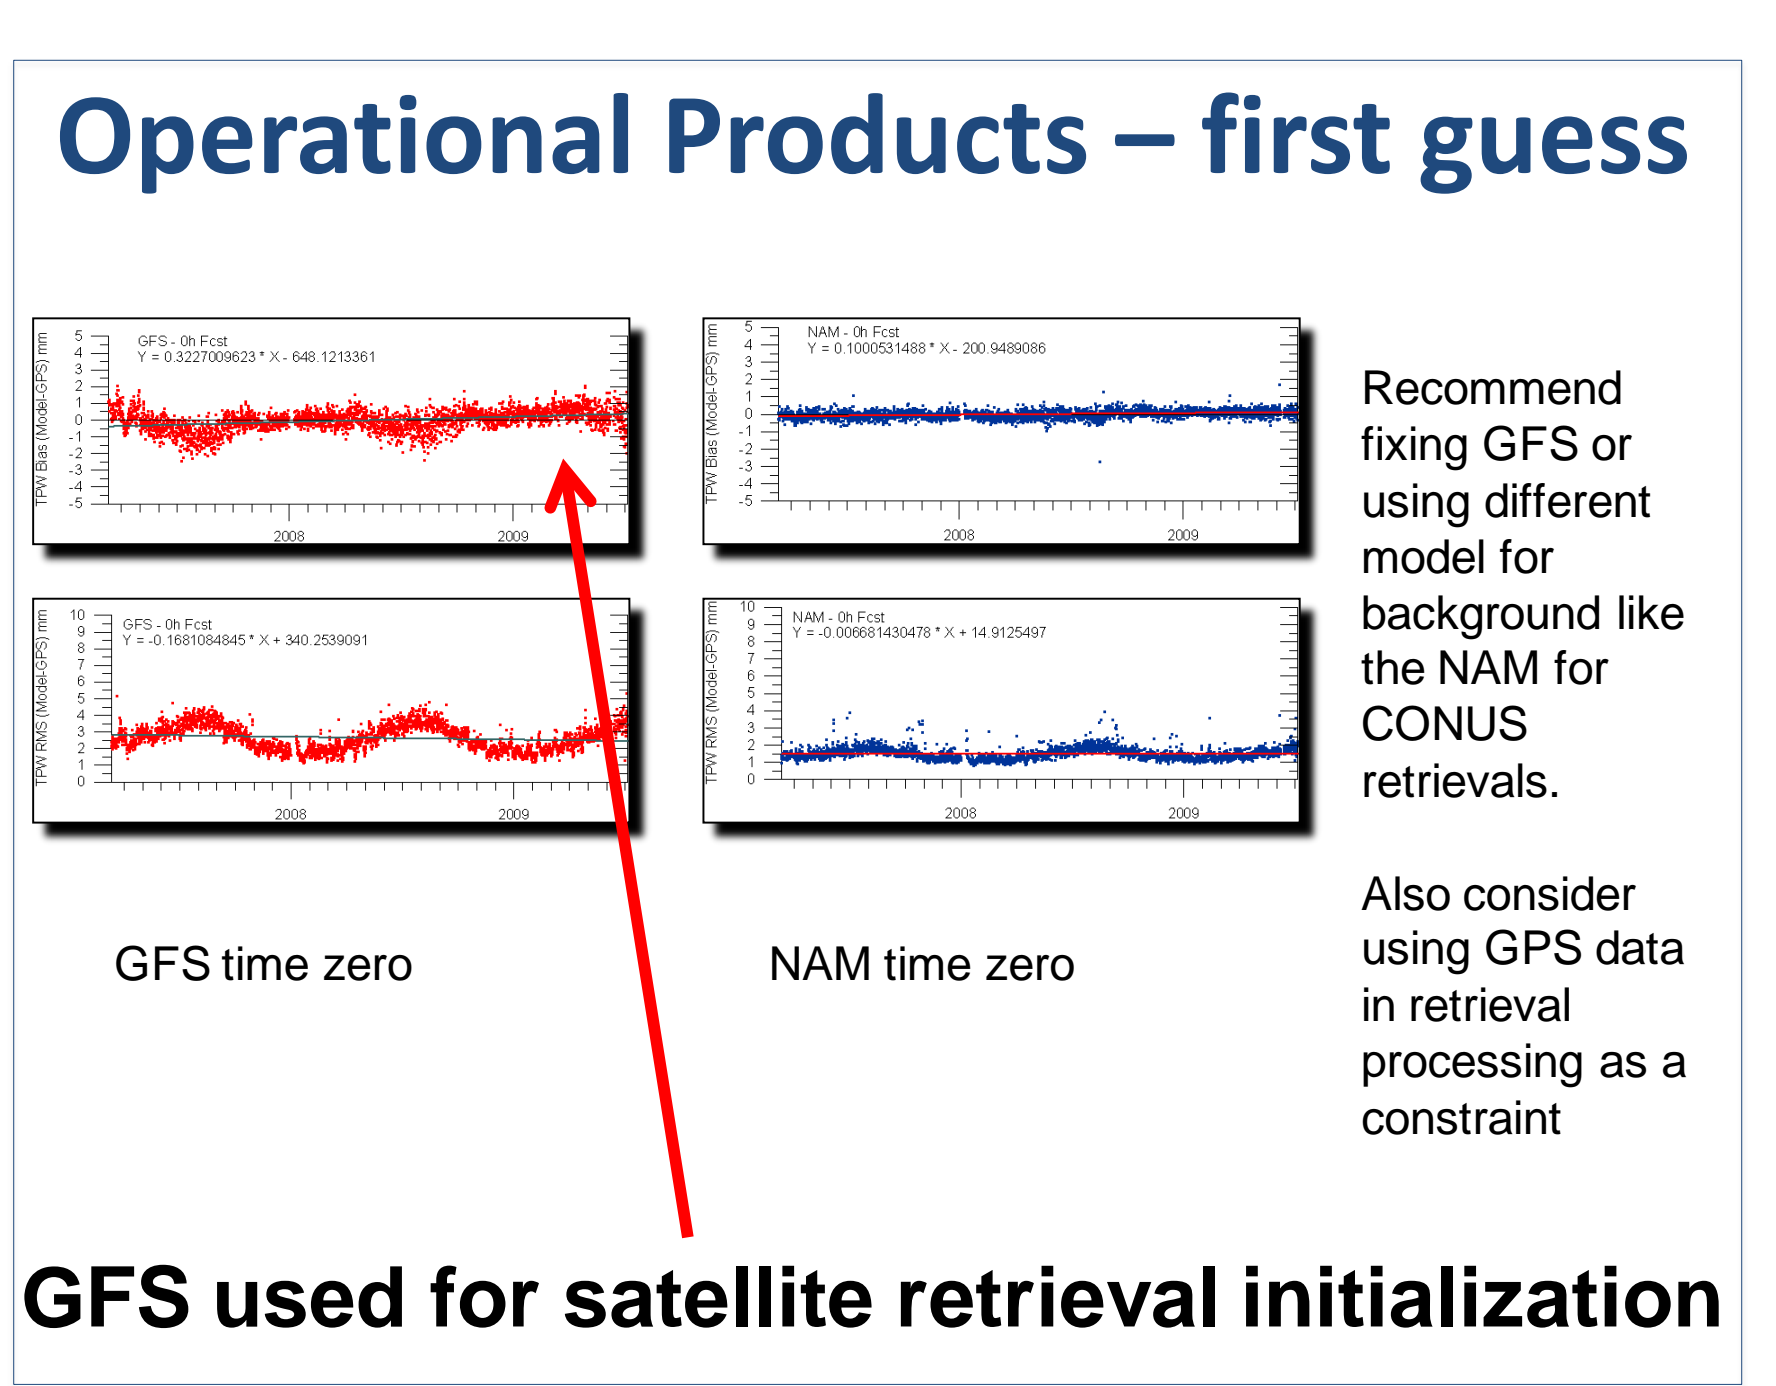 Operational Products – first guess
TPW Bias (Model-GPS) mm
5
4
3
2
1
0
-1
-2
-3
-4
-5
GFS - 0h Fcst
Y = 0.3227009623 * X - 648.1213361
2008
2009
TPW Bias (Model-GPS) mm
5
4
3
2
1
0
-1
-2
-3
-4
-5
NAM - 0h Fcst
Y = 0.1000531488 * X - 200.9489086
2008
2009
TPW RMS (Model-GPS) mm
10
9
8
7
6
5
4
3
2
1
0
GFS - 0h Fcst
Y = -0.1681084845 * X + 340.2539091
2008
2009
TPW RMS (Model-GPS) mm
10
9
8
7
6
5
4
3
2
1
0
NAM - 0h Fcst
Y = -0.006681430478 * X + 14.9125497
2008
2009
GFS time zero
NAM time zero
Recommend
fixing GFS or
using different
model for
background like
the NAM for
CONUS
retrievals.
Also consider
using GPS data
in retrieval
processing as a
constraint
GFS used for satellite retrieval initialization